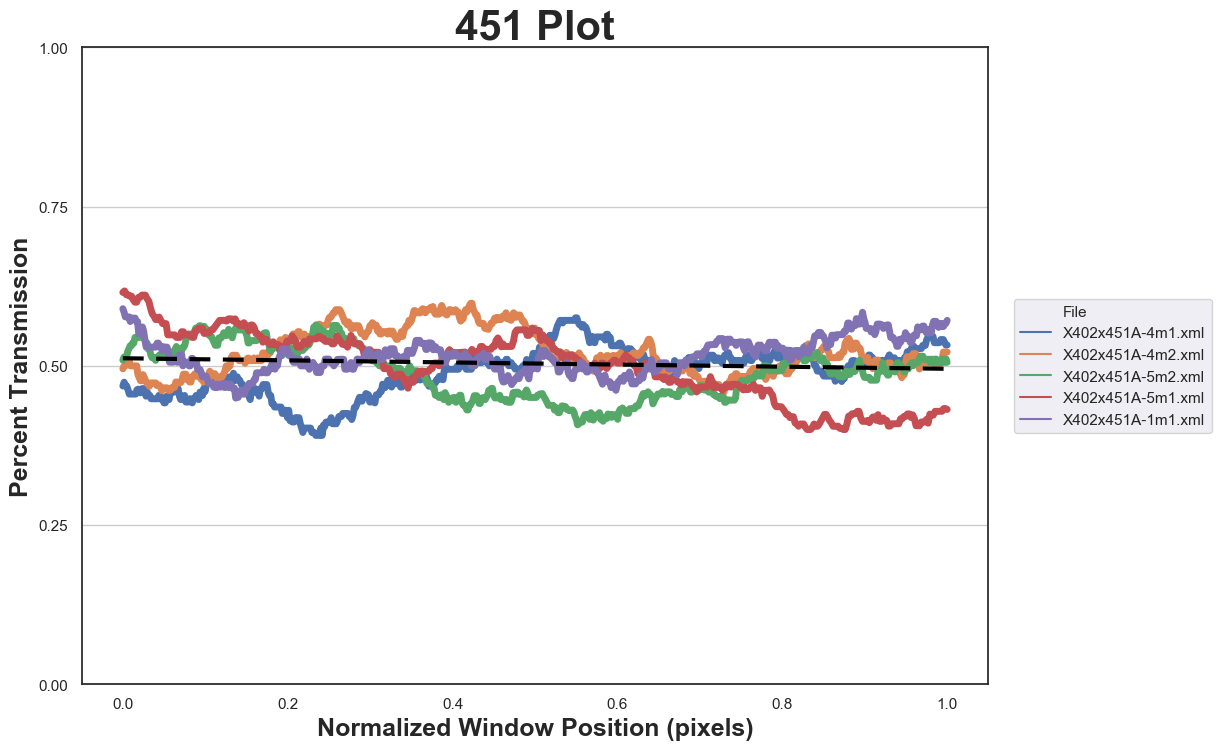 451 Plot
Percent Transmission
1.00
0.75
0.50
0.25
0.00
0.0 0.2 0.4 0.6 0.8 1.0
Normalized Window Position (pixels)
File
X402x451A-4m1.xml
X402x451A-4m2.xml
X402x451A-5m2.xml
X402x451A-5m1.xml
X402x451A-1m1.xml